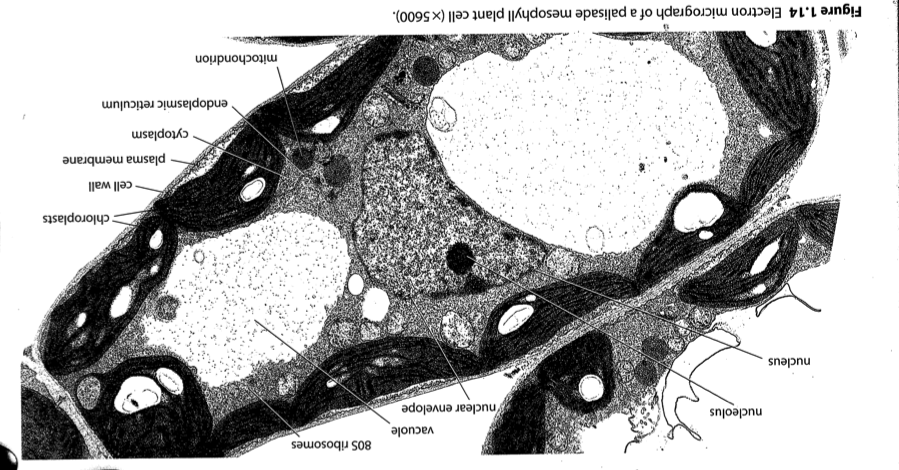 nucleolus
nucleus
80S ribosomes
vacuole
nuclear envelope
chloroplasts
cell wall
plasma membrane
cytoplasm
endoplasmic reticulum
mitochondrion
Figure 1.14 Electron micrograph of a palisade mesophyll plant cell (×5600).